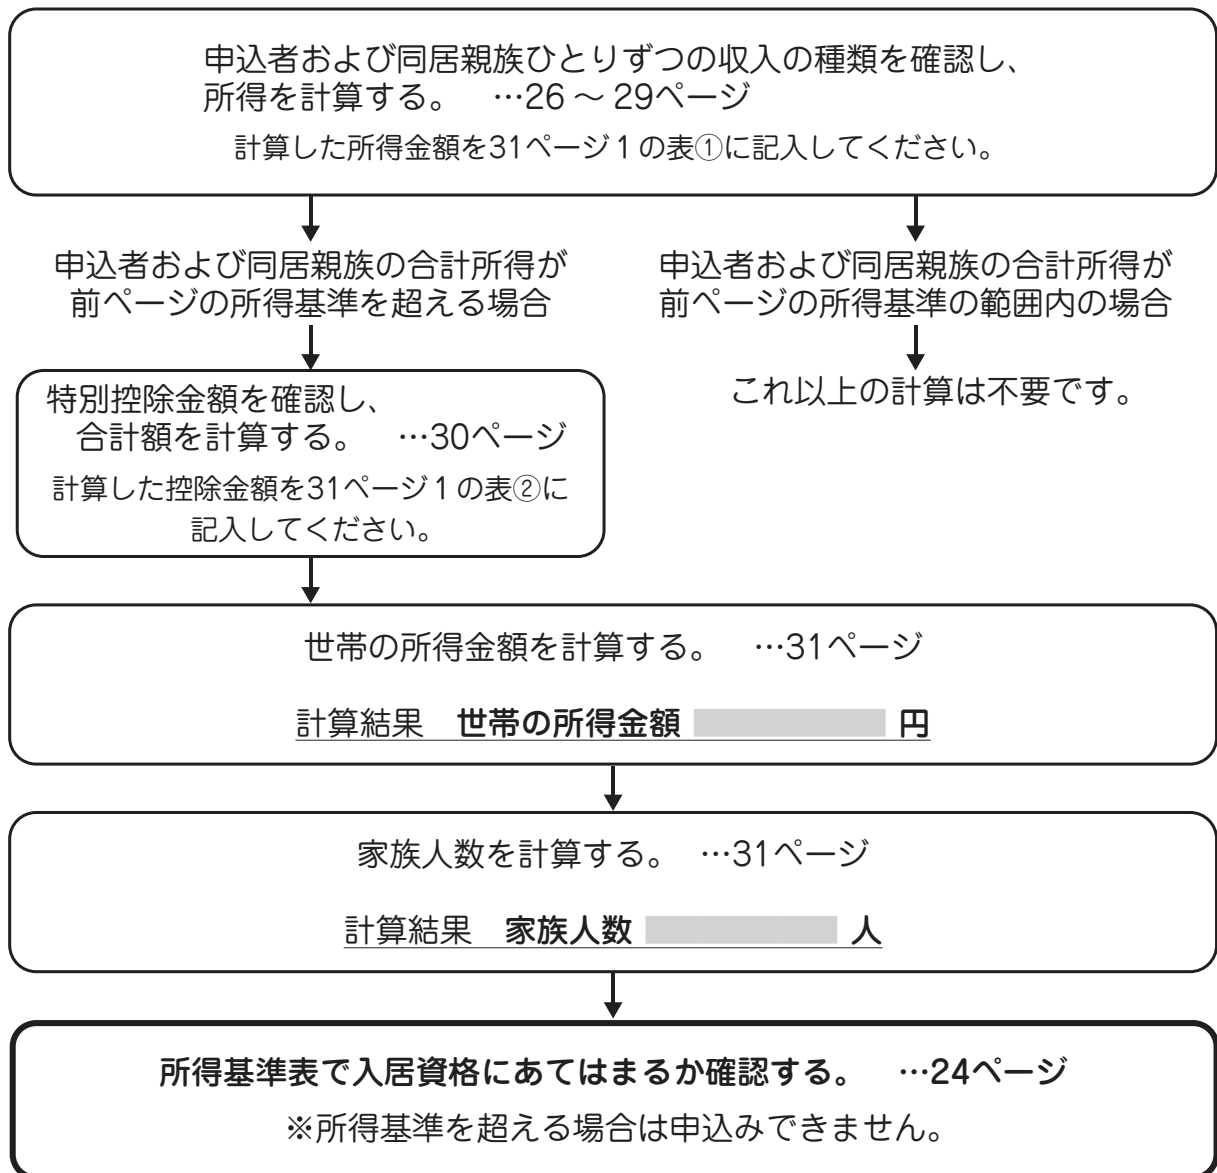 申込者および同居親族ひとりずつの収入の種類を確認し、
所得を計算する。　…26 ～ 29ページ
計算した所得金額を31ページ１の表①に記入してください。
申込者および同居親族の合計所得が
前ページの所得基準を超える場合
申込者および同居親族の合計所得が
前ページの所得基準の範囲内の場合
特別控除金額を確認し、
合計額を計算する。　…30ページ
計算した控除金額を31ページ１の表②に
記入してください。
これ以上の計算は不要です。
世帯の所得金額を計算する。　…31ページ
計算結果　世帯の所得金額　円
家族人数を計算する。　…31ページ
計算結果　家族人数　人
所得基準表で入居資格にあてはまるか確認する。　…24ページ
※所得基準を超える場合は申込みできません。